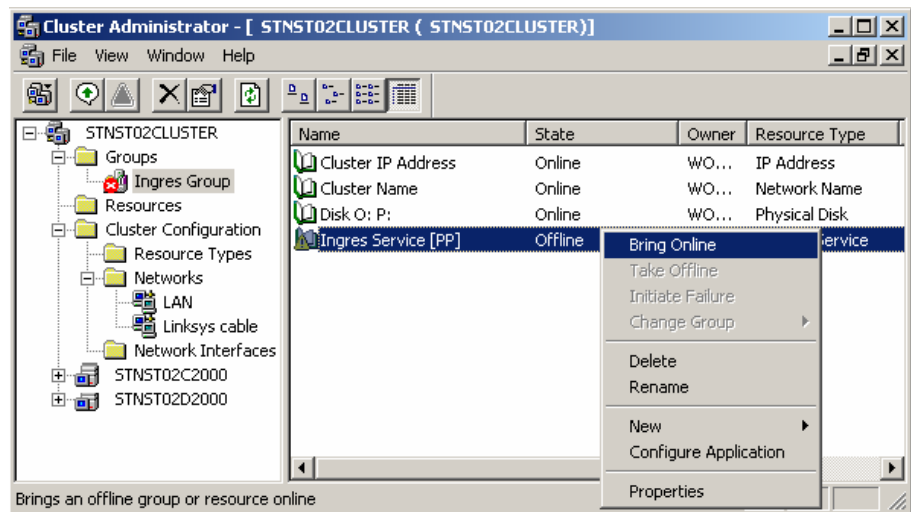 Cluster Administrator - [ STNST02CLUSTER ( STNST02CLUSTER)]
File View Window Help
STNST02CLUSTER
Groups
Ingres Group
Resources
Cluster Configuration
Resource Types
Networks
LAN
Linksys cable
Network Interfaces
STNST02C2000
STNST02D2000
Name State Owner Resource Type
Cluster IP Address Online WO... IP Address
Cluster Name Online WO... Network Name
Disk O: P: Online WO... Physical Disk
Ingres Service [PP] Offline ervice
Bring Online
Take Offline
Initiate Failure
Change Group
Delete
Rename
New
Configure Application
Properties
Brings an offline group or resource online